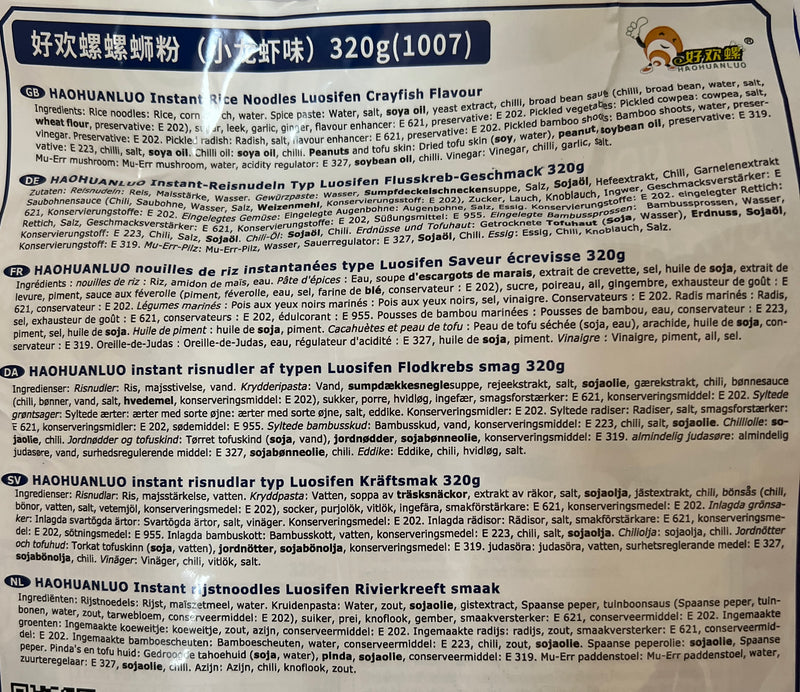 好欢螺螺蛳粉（小龙虾味）320g(1007)
好欢螺®
HAOHUANLUO
GB HAOHUANLUO Instant Rice Noodles Luosifen Crayfish Flavour
Ingredients: Rice noodles: Rice, corn ch, water. Spice paste: Water, salt, soya oil, yeast extract, chilli, broad bean sauce (chilli, broad bean, water, salt,
wheat flour, preservative: E 202), leek, garlic, ginger, flavour enhancer: E 621, preservative: E 202. Pickled vegetables: Pickled cowpea: cowpea, salt,
vinegar. Preservative: E 202. Pickled radish: Radish, salt, flavour enhancer: E 621, preservative: E 202. Pickled bamboo shoots: Bamboo shoots, water, preser-
vative: E 223, chilli, salt, soya oil. Chilli oil: soya oil, chilli. Peanuts and tofu skin: Dried tofu skin (soy, water), peanut, soybean oil, preservative: E 319.
Mu-Err mushroom: Mu-Err mushroom, water, acidity regulator: E 327, soybean oil, chilli. Vinegar: Vinegar, chilli, garlic, salt.
DE HAOHUANLUO Instant-Reisnudeln Typ Luosifen Flusskreb-Geschmack 320g
Zutaten: Reisnudeln: Reis, Maisstärke, Wasser. Gewürzpaste: Wasser, Sumpfdeckelschneckensuppe, Salz, Sojaöl, Hefeextrakt, Chili, Garnelenextrakt
Saubohnensauce (Chili, Saubohne, Wasser, Salz, Weizenmehl, Konservierungsstoff: E 202), Zucker, Lauch, Knoblauch, Ingwer, Geschmacksverstärker: E
621, Konservierungsstoffe: E 202. Eingelegtes Gemüse: Eingelegte Augenbohne: Augenbohne, Salz, Essig. Konservierungsstoffe: E 202. eingelegter Rettich:
Rettich, Salz, Geschmacksverstärker: E 621, Konservierungsstoffe: E 202, Süßungsmittel: E 955. Eingelegte Bambussprossen: Bambussprossen, Wasser,
Konservierungsstoff: E 223, Chili, Salz, Sojaöl. Chili-Öl: Sojaöl, Chili. Erdnüsse und Tofuhaut: Getrocknete Tofuhaut (Soja, Wasser), Erdnuss, Sojaöl,
Konservierungsstoff: E 319. Mu-Err-Pilz: Mu-Err-Pilz, Wasser, Sauerregulator: E 327, Sojaöl, Chili. Essig: Essig, Chili, Knoblauch, Salz.
FR HAOHUANLUO nouilles de riz instantanées type Luosifen Saveur écrevisse 320g
Ingrédients : nouilles de riz : Riz, amidon de maïs, eau. Pâte d'épices : Eau, soupe d'escargots de marais, extrait de crevette, sel, huile de soja, extrait de
levure, piment, sauce aux féverolle (piment, féverolle, eau, sel, farine de blé, conservateur : E 202), sucre, poireau, ail, gingembre, exhausteur de goût : E
621, conservateur : E 202. Légumes marinés : Pois aux yeux noirs marinés : Pois aux yeux noirs, sel, vinaigre. Conservateurs : E 202. Radis marinés : Radis,
sel, exhausteur de goût : E 621, conservateurs : E 202, édulcorant : E 955. Pousses de bambou marinées : Pousses de bambou, eau, conservateur : E 223,
piment, sel, huile de soja. Huile de piment : huile de soja, piment. Cacahuètes et peau de tofu : Peau de tofu séchée (soja, eau), arachide, huile de soja, con-
servateur : E 319. Oreille-de-Judas : Oreille-de-Judas, eau, régulateur d'acidité : E 327, huile de soja, piment. Vinaigre : Vinaigre, piment, ail, sel.
DA HAOHUANLUO instant risnudler af typen Luosifen Flodkrebs smag 320g
Ingredienser: Risnudler: Ris, majsstivelse, vand. Krydderipasta: Vand, sumpdækkesneglesuppe, rejeekstrakt, salt, sojaolie, gærekstrakt, chili, bønnesauce
(chili, bønner, vand, salt, hvedemel, konserveringsmiddel: E 202), sukker, porre, hvidløg, ingefær, smagsforstærker: E 621, konserveringsmiddel: E 202. Syltede
grøntsager: Syltede ærter: ærter med sorte øjne: ærter med sorte øjne, salt, eddike. Konserveringsmidler: E 202. Syltede radiser: Radiser, salt, smagsforstærker:
E 621, konserveringsmidler: E 202, sødemiddel: E 955. Syltede bambusskud: Bambusskud, vand, konserveringsmiddel: E 223, chili, salt, sojaolie. Chiliolie: so-
jaolie, chili. Jordnødder og tofuskind: Tørret tofuskind (soja, vand), jordnødder, sojabønneolie, konserveringsmiddel: E 319. almindelig judasøre: almindelig
judasøre, vand, surhedsregulerende middel: E 327, sojabønneolie, chili. Eddike: Eddike, chili, hvidløg, salt.
SV HAOHUANLUO instant risnudlar typ Luosifen Kräftsmak 320g
Ingredienser: Risnudlar: Ris, majsstärkelse, vatten. Kryddpasta: Vatten, soppa av träsksnäckor, extrakt av räkor, salt, sojaolja, jästextrakt, chili, bönsås (chili,
bönor, vatten, salt, vetemjöl, konserveringsmedel: E 202), socker, purjolök, vitlök, ingefära, smakförstärkare: E 621, konserveringsmedel: E 202. Inlagda grönsa-
ker: Inlagda svartögda ärtor: Svartögda ärtor, salt, vinäger. Konserveringsmedel: E 202. Inlagda rädisor: Rädisor, salt, smakförstärkare: E 621, konserveringsme-
del: E 202, sötningsmedel: E 955. Inlagda bambuskott: Bambusskott, vatten, konserveringsmedel: E 223, chili, salt, sojaolja. Chiliolja: sojaolja, chili. Jordnötter
och tofuhud: Torkat tofuskinn (soja, vatten), jordnötter, sojabönolja, konserveringsmedel: E 319. judasöra: judasöra, vatten, surhetsreglerande medel: E 327,
sojabönolja, chili. Vinäger: Vinäger, chili, vitlök, salt.
NL HAOHUANLUO Instant rijstnoodles Luosifen Rivierkreeft smaak
Ingrediënten: Rijstnoedels: Rijst, maïszetmeel, water. Kruidenpasta: Water, zout, sojaolie, gistextract, Spaanse peper, tuinboonsaus (Spaanse peper, tuin-
bonen, water, zout, tarwebloem, conserveermiddel: E 202), suiker, prei, knoflook, gember, smaakversterker: E 621, conserveermiddel: E 202. Ingemaakte
groenten: Ingemaakte koeweitje: koeweitje, zout, azijn, conserveermiddel: E 202. Ingemaakte radijs: radijs, zout, smaakversterker: E 621, conserveermid-
del: E 202. Ingemaakte bamboescheuten: Bamboescheuten, water, conserveermiddel: E 223, chili, zout, sojaolie. Spaanse peperolie: sojaolie, Spaanse
peper. Pinda's en tofu huid: Gedroogde tahoehuid (soja, water), pinda, sojaolie, conserveermiddel: E 319. Mu-Err paddenstoel: Mu-Err paddenstoel, water,
zuurteregelaar: E 327, sojaolie, chili. Azijn: Azijn, chili, knoflook, zout.